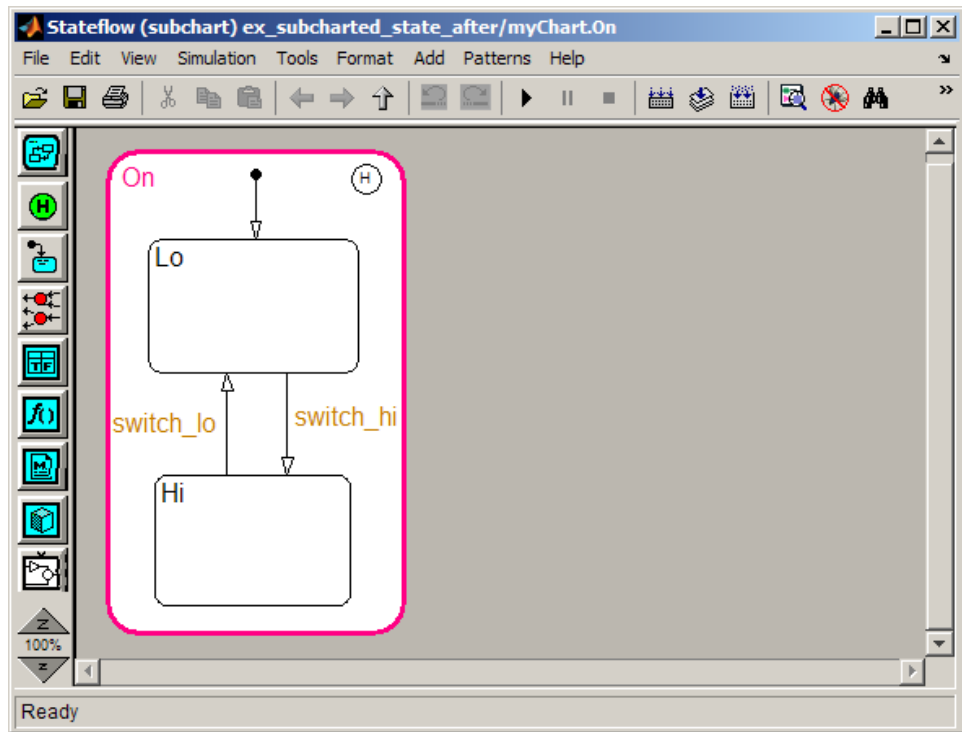 Stateflow (subchart) ex_subcharted_state_after/myChart.On
File Edit View Simulation Tools Format Add Patterns Help
»
On
H
H
Lo
TF
f()
switch_lo
switch_hi
M
Hi
Z
100%
Z
Ready